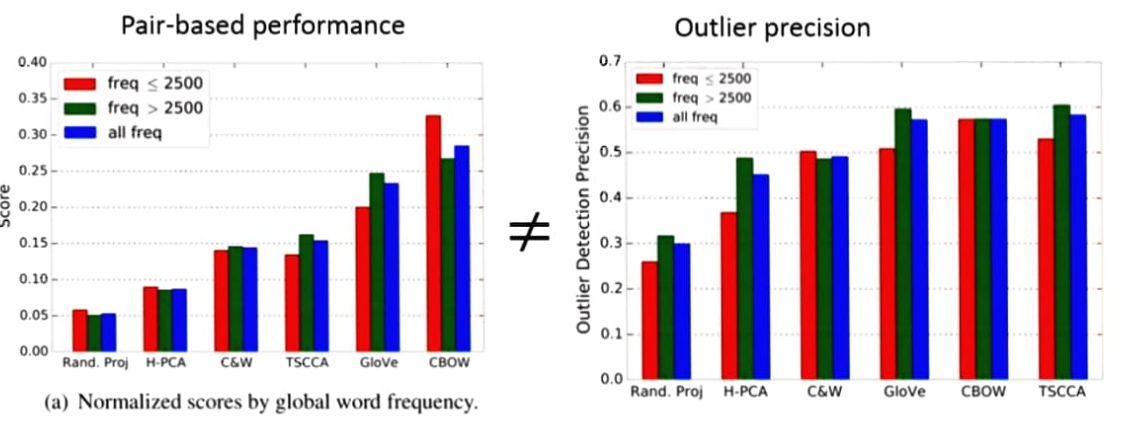 Pair-based performance
Score
0.40
0.35
0.30
0.25
0.20
0.15
0.10
0.05
0.00
freq ≤ 2500
freq > 2500
all freq
Rand. Proj H-PCA C&W TSCCA GloVe CBOW
(a) Normalized scores by global word frequency.
≠
Outlier precision
Outlier Detection Precision
0.7
0.6
0.5
0.4
0.3
0.2
0.1
0.0
freq ≤ 2500
freq > 2500
all freq
Rand. Proj H-PCA C&W GloVe CBOW TSCCA